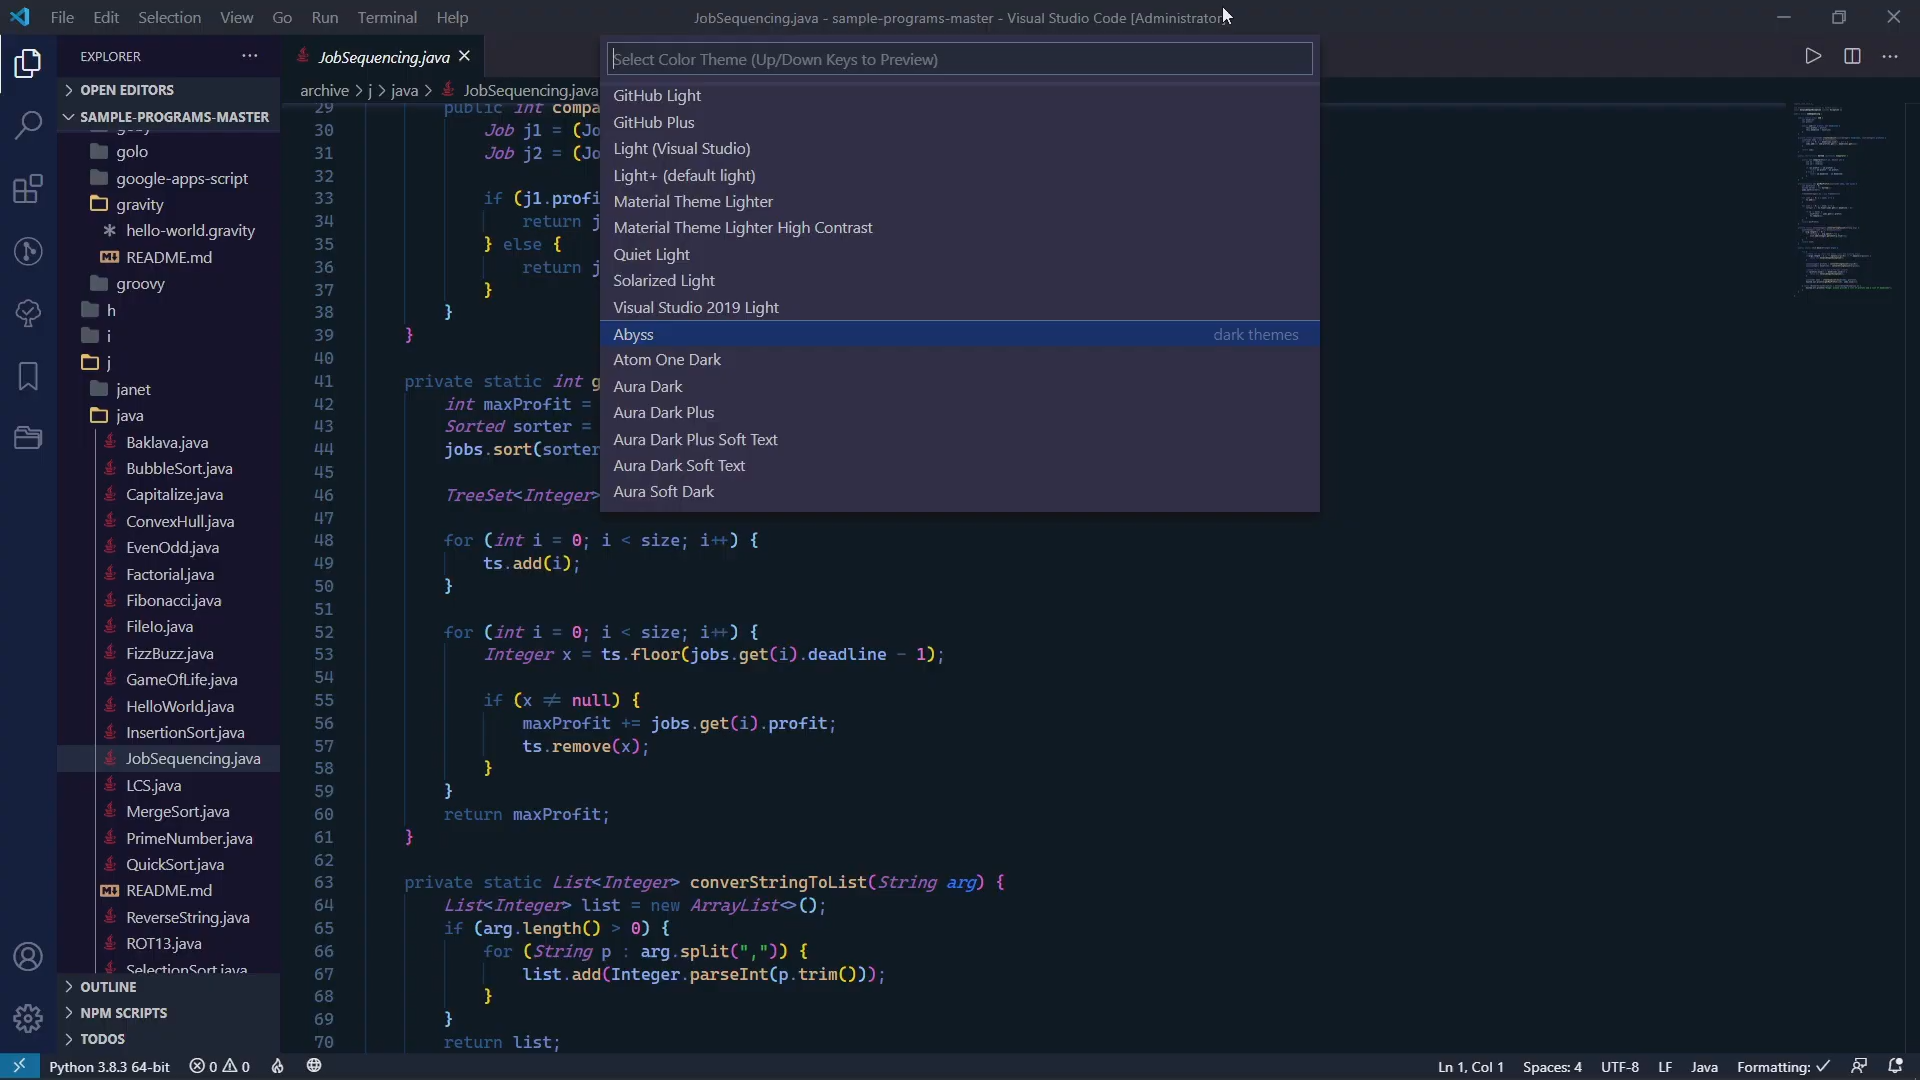 File Edit Selection View Go Run Terminal Help
JobSequencing.java - sample-programs-master - Visual Studio Code [Administrator]
EXPLORER
OPEN EDITORS
SAMPLE-PROGRAMS-MASTER
golo
google-apps-script
gravity
hello-world.gravity
README.md
groovy
h
i
j
janet
java
Baklava.java
BubbleSort.java
Capitalize.java
ConvexHull.java
EvenOdd.java
Factorial.java
Fibonacci.java
FileIo.java
FizzBuzz.java
GameOfLife.java
HelloWorld.java
InsertionSort.java
JobSequencing.java
LCS.java
MergeSort.java
PrimeNumber.java
QuickSort.java
README.md
ReverseString.java
ROT13.java
SelectionSort.java
OUTLINE
NPM SCRIPTS
TODOS
JobSequencing.java
archive > j > java > JobSequencing.java
Select Color Theme (Up/Down Keys to Preview)
GitHub Light
GitHub Plus
Light (Visual Studio)
Light+ (default light)
Material Theme Lighter
Material Theme Lighter High Contrast
Quiet Light
Solarized Light
Visual Studio 2019 Light
Abyss dark themes
Atom One Dark
Aura Dark
Aura Dark Plus
Aura Dark Plus Soft Text
Aura Dark Soft Text
Aura Soft Dark
29 public int compa
30 Job j1 = (Jo
31 Job j2 = (Jo
32
33 if (j1.profi
34 return j
35 } else {
36 return j
37 }
38 }
39 }
40
41 private static int g
42 int maxProfit =
43 Sorted sorter =
44 jobs.sort(sorter
45
46 TreeSet<Integer>
47
48 for (int i = 0; i < size; i++) {
49 ts.add(i);
50 }
51
52 for (int i = 0; i < size; i++) {
53 Integer x = ts.floor(jobs.get(i).deadline - 1);
54
55 if (x != null) {
56 maxProfit += jobs.get(i).profit;
57 ts.remove(x);
58 }
59 }
60 return maxProfit;
61 }
62
63 private static List<Integer> converStringToList(String arg) {
64 List<Integer> list = new ArrayList<>();
65 if (arg.length() > 0) {
66 for (String p : arg.split(",")) {
67 list.add(Integer.parseInt(p.trim()));
68 }
69 }
70 return list;
Python 3.8.3 64-bit 0 0
Ln 1, Col 1 Spaces: 4 UTF-8 LF Java Formatting: ✓